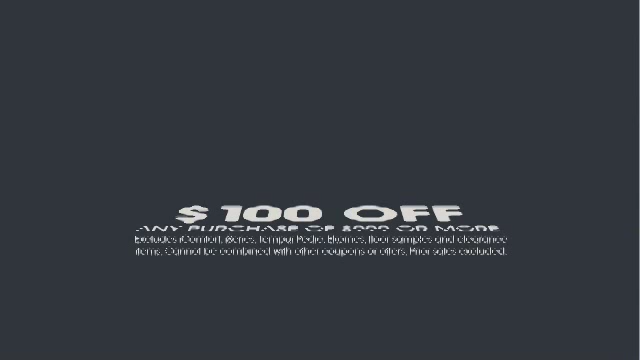 $100 OFF
ANY PURCHASE OF OR MORE
Excludes iComfort, iSeries, Tempur Pedic, floor samples and clearance
items. Cannot be combined with other coupons or offers. Prior sales excluded.